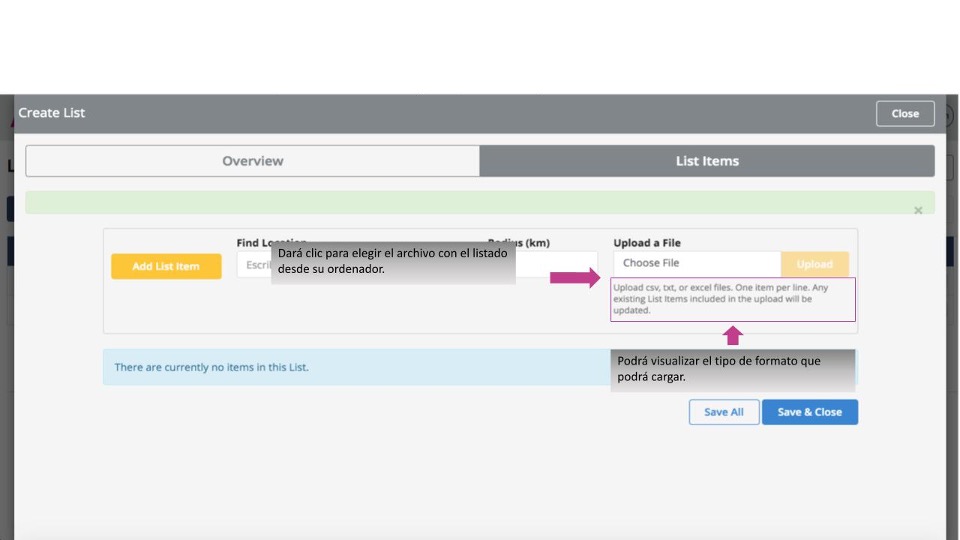 Create List
Close
Overview
List Items
×
Find
(km)
Upload a File
Add List Item
Dará clic para elegir el archivo con el listado
desde su ordenador.
Choose File
Upload
Upload csv, txt, or excel files. One item per line. Any
existing List Items included in the upload will be
updated.
There are currently no items in this List.
Podrá visualizar el tipo de formato que
podrá cargar.
Save All
Save & Close